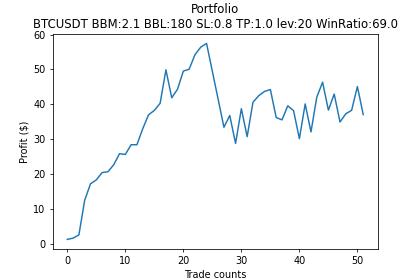 Portfolio
BTCUSDT BBM:2.1 BBL:180 SL:0.8 TP:1.0 lev:20 WinRatio:69.0
60
50
40
30
20
10
0
Profit ($)
0 10 20 30 40 50
Trade counts